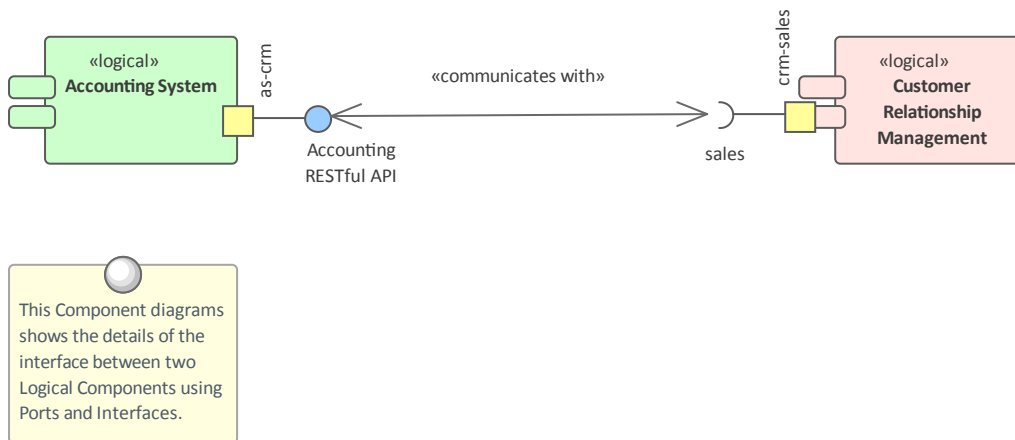 «logical»
Accounting System
as-crm
Accounting
RESTful API
«communicates with»
sales
crm-sales
«logical»
Customer
Relationship
Management
This Component diagrams
shows the details of the
interface between two
Logical Components using
Ports and Interfaces.